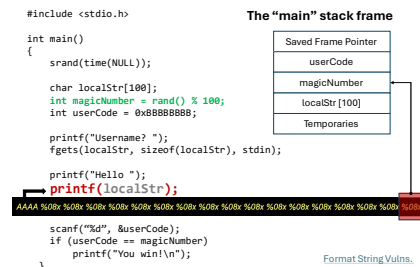 #include <stdio.h>
The “main” stack frame
int main()
{
srand(time(NULL));
char localStr[100];
int magicNumber = rand() % 100;
int userCode = 0xBBBBBBBB;
printf("Username? ");
fgets(localStr, sizeof(localStr), stdin);
printf("Hello ");
printf(localStr);
Saved Frame Pointer
userCode
magicNumber
localStr [100]
Temporaries
AAAA %08x %08x %08x %08x %08x %08x %08x %08x %08x %08x %08x %08x %08x %08x %08x %08x %08x
scanf(“%d”, &userCode);
if (userCode == magicNumber)
printf("You win!\n");
}
Format String Vulns.